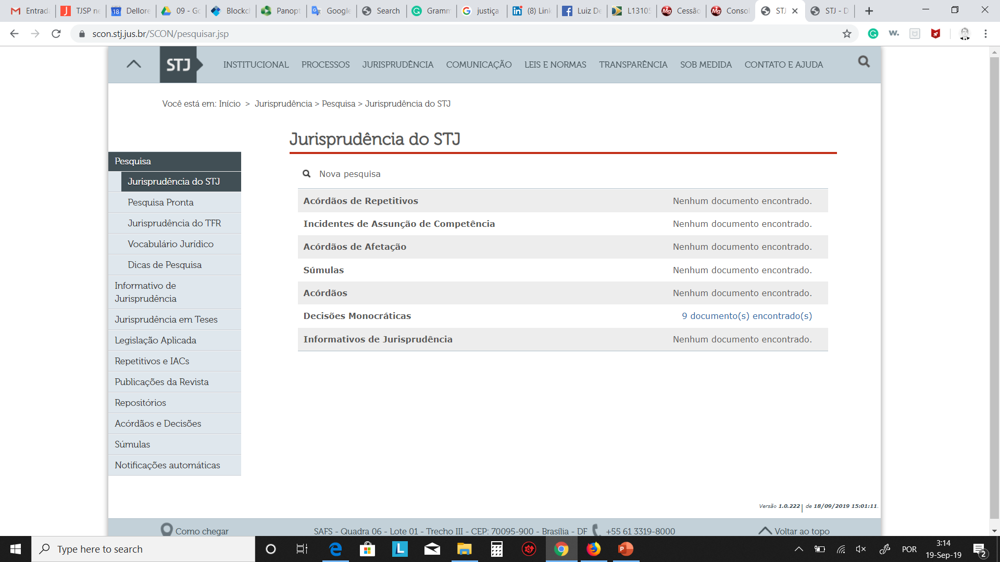 Entrada
TJSP ne
18
Dellore
09 - Go
Blockch
Panopt
Google
Search
Gramm
justiça
(8) Link
Luiz De
L13105
Cessão
Conso
STJ
STJ - D
scon.stj.jus.br/SCON/pesquisar.jsp
STJ
INSTITUCIONAL
PROCESSOS
JURISPRUDÊNCIA
COMUNICAÇÃO
LEIS E NORMAS
TRANSPARÊNCIA
SOB MEDIDA
CONTATO E AJUDA
Você está em: Início > Jurisprudência > Pesquisa > Jurisprudência do STJ
Pesquisa
Jurisprudência do STJ
Pesquisa Pronta
Jurisprudência do TFR
Vocabulário Jurídico
Dicas de Pesquisa
Informativo de
Jurisprudência
Jurisprudência em Teses
Legislação Aplicada
Repetitivos e IACs
Publicações da Revista
Repositórios
Acórdãos e Decisões
Súmulas
Notificações automáticas
Jurisprudência do STJ
Nova pesquisa
Acórdãos de Repetitivos Nenhum documento encontrado.
Incidentes de Assunção de Competência Nenhum documento encontrado.
Acórdãos de Afetação Nenhum documento encontrado.
Súmulas Nenhum documento encontrado.
Acórdãos Nenhum documento encontrado.
Decisões Monocráticas 9 documento(s) encontrado(s)
Informativos de Jurisprudência Nenhum documento encontrado.
Versão 1.0.222 | de 18/09/2019 15:01:11.
Como chegar
SAFS - Quadra 06 - Lote 01 - Trecho III - CEP: 70095-900 - Brasília - DF
+55 61 3319-8000
Voltar ao topo
Type here to search
POR
3:14
19-Sep-19
2